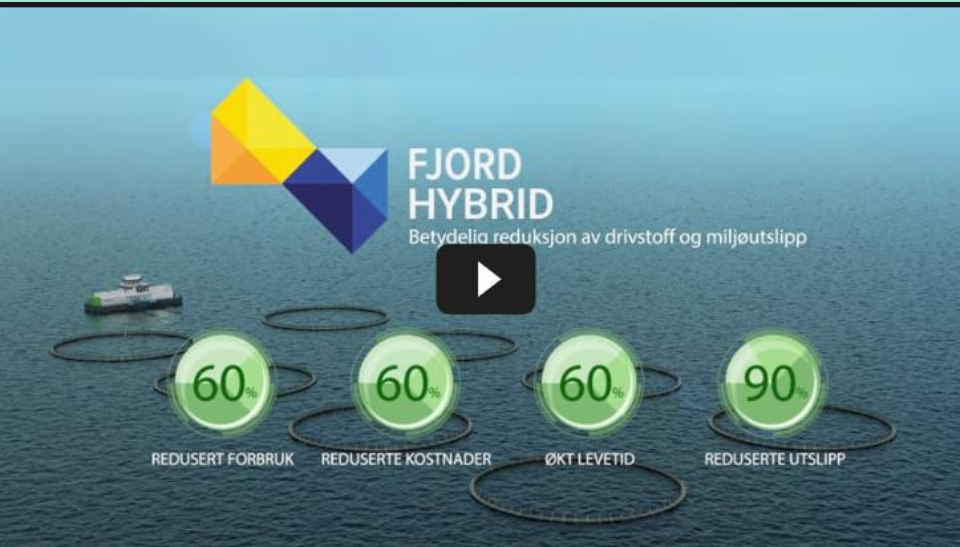 FJORD
HYBRID
Betydelig reduksjon av drivstoff og miljøutslipp
60%
60%
60%
90%
REDUSERT FORBRUK
REDUSERTE KOSTNADER
ØKT LEVETID
REDUSERTE UTSLIPP